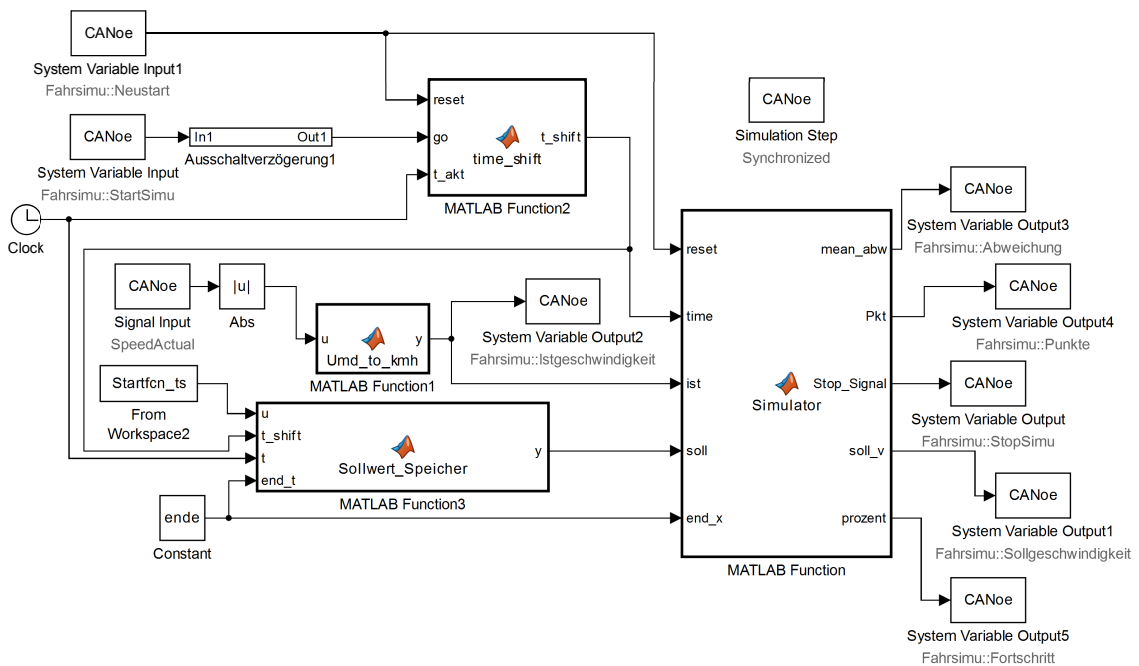 CANoe
System Variable Input1
Fahrsimu::Neustart
CANoe
System Variable Input
Fahrsimu::StartSimu
In1 Out1
Ausschaltverzögerung1
Clock
reset
go
t_akt
t_shift
time_shift
MATLAB Function2
CANoe
Simulation Step
Synchronized
CANoe
Signal Input
SpeedActual
|u|
Abs
u y
Umd_to_kmh
MATLAB Function1
CANoe
System Variable Output2
Fahrsimu::Istgeschwindigkeit
Startfcn_ts
From
Workspace2
u
t_shift
t
end_t
y
Sollwert_Speicher
MATLAB Function3
ende
Constant
reset
time
ist
soll
end_x
Simulator
mean_abw
Pkt
Stop_Signal
soll_v
prozent
MATLAB Function
CANoe
System Variable Output3
Fahrsimu::Abweichung
CANoe
System Variable Output4
Fahrsimu::Punkte
CANoe
System Variable Output
Fahrsimu::StopSimu
CANoe
System Variable Output1
Fahrsimu::Sollgeschwindigkeit
CANoe
System Variable Output5
Fahrsimu::Fortschritt